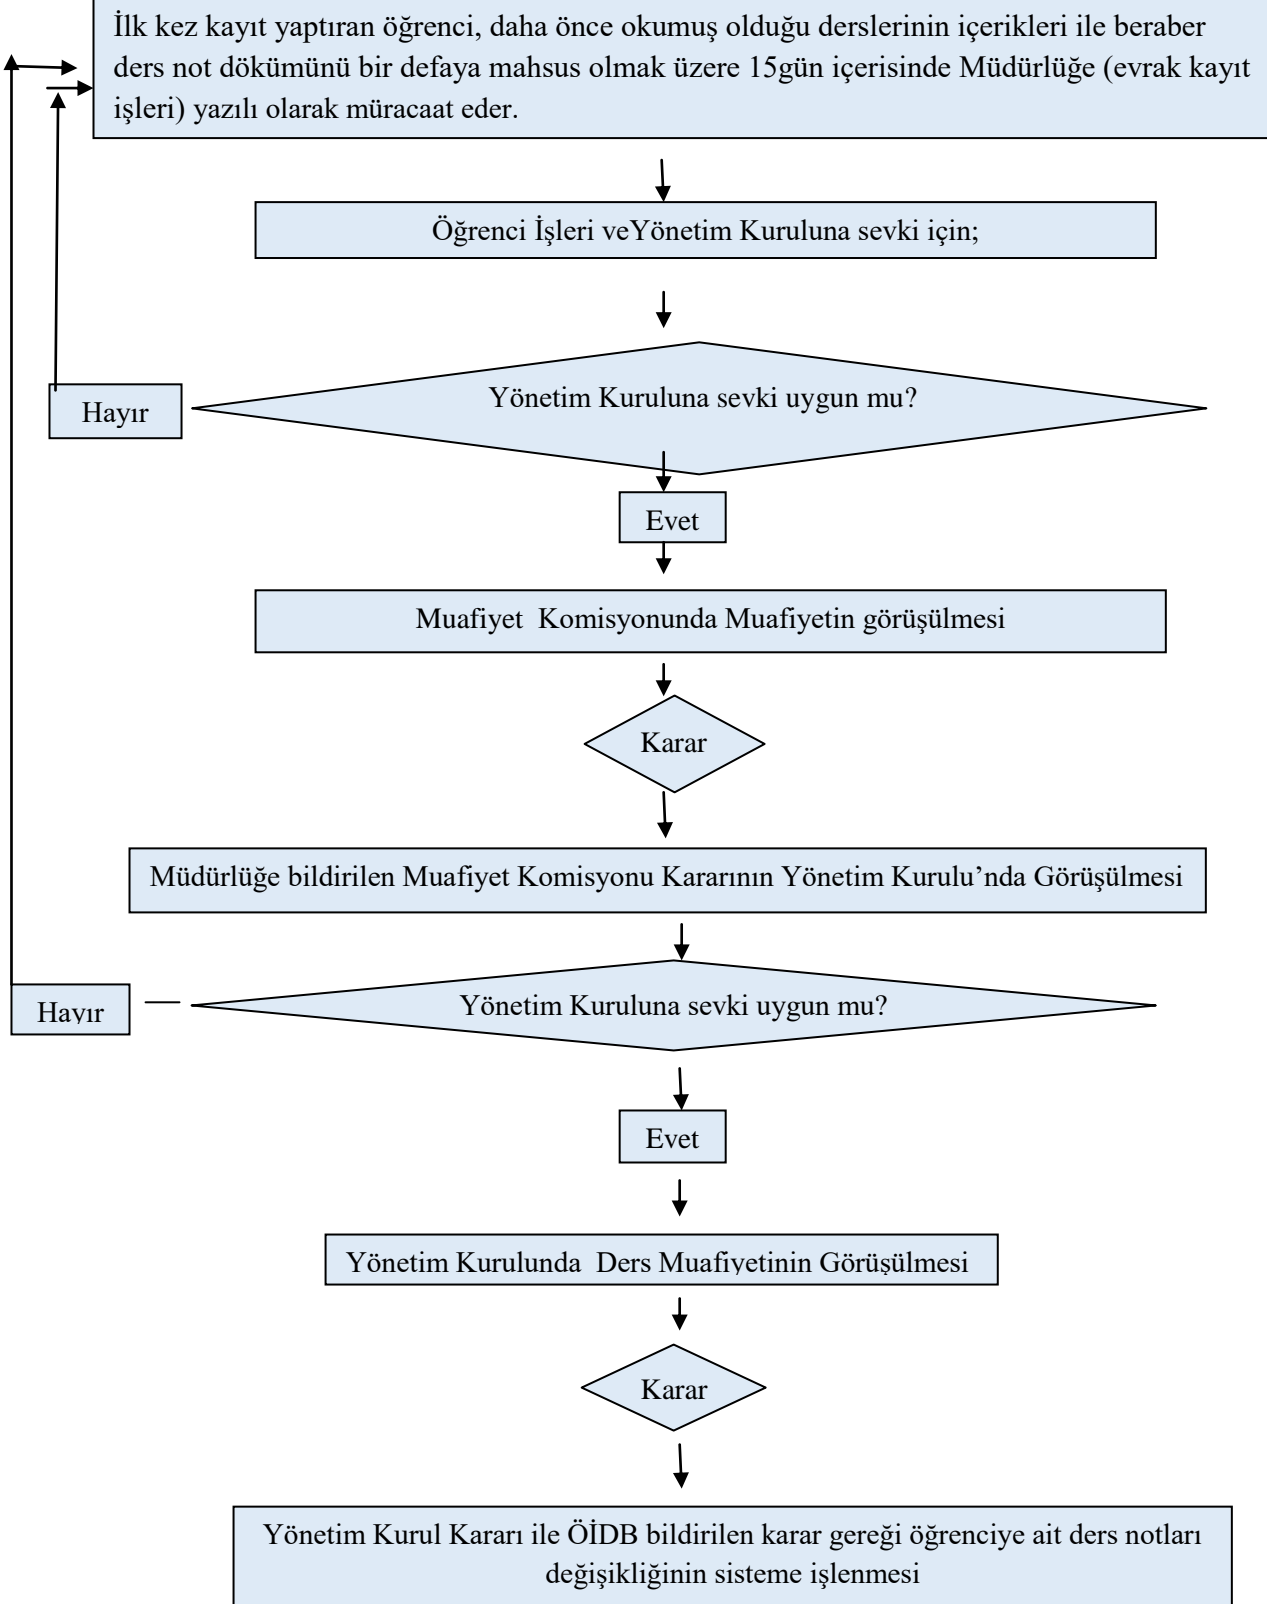 İlk kez kayıt yaptıran öğrenci, daha önce okumuş olduğu derslerinin içerikleri ile beraber
ders not dökümünü bir defaya mahsus olmak üzere 15gün içerisinde Müdürlüğe (evrak kayıt
işleri) yazılı olarak müracaat eder.
Öğrenci İşleri veYönetim Kuruluna sevki için;
Yönetim Kuruluna sevki uygun mu?
Hayır
Evet
Muafiyet Komisyonunda Muafiyetin görüşülmesi
Karar
Müdürlüğe bildirilen Muafiyet Komisyonu Kararının Yönetim Kurulu’nda Görüşülmesi
Yönetim Kuruluna sevki uygun mu?
Hayır
Evet
Yönetim Kurulunda Ders Muafiyetinin Görüşülmesi
Karar
Yönetim Kurul Kararı ile ÖİDB bildirilen karar gereği öğrenciye ait ders notları
değişikliğinin sisteme işlenmesi